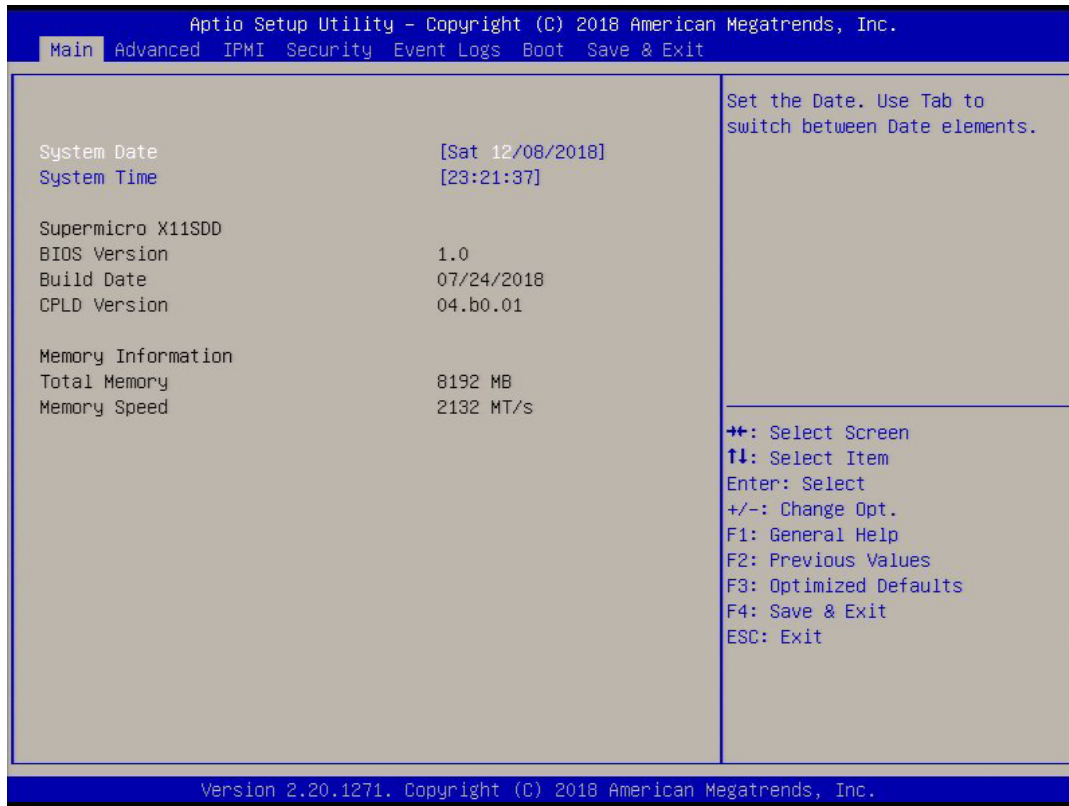 Aptio Setup Utility – Copyright (C) 2018 American Megatrends, Inc.
Main Advanced IPMI Security Event Logs Boot Save & Exit
Set the Date. Use Tab to
switch between Date elements.
System Date [Sat 12/08/2018]
System Time [23:21:37]
Supermicro X11SDD
BIOS Version 1.0
Build Date 07/24/2018
CPLD Version 04.b0.01
Memory Information
Total Memory 8192 MB
Memory Speed 2132 MT/s
→←: Select Screen
↑↓: Select Item
Enter: Select
+/-: Change Opt.
F1: General Help
F2: Previous Values
F3: Optimized Defaults
F4: Save & Exit
ESC: Exit
Version 2.20.1271. Copyright (C) 2018 American Megatrends, Inc.